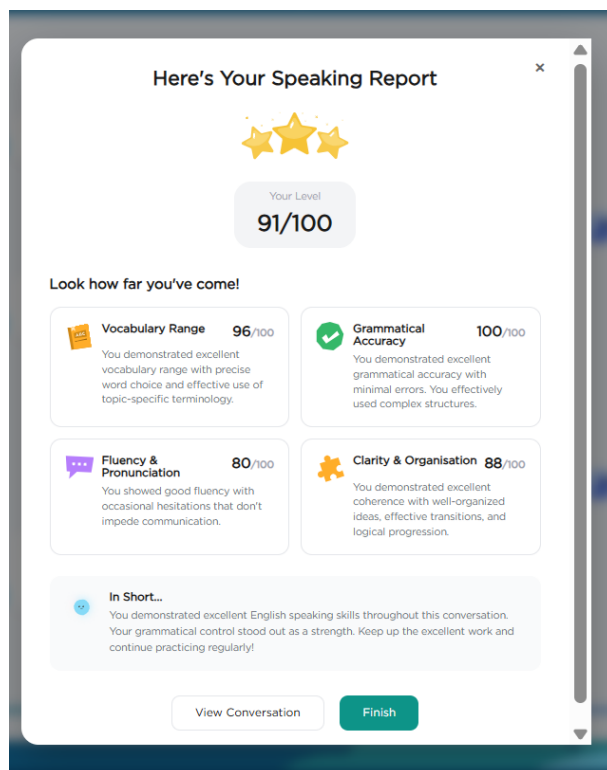 Here's Your Speaking Report
×
Your Level
91/100
Look how far you've come!
Vocabulary Range 96/100
You demonstrated excellent
vocabulary range with precise
word choice and effective use of
topic-specific terminology.
Grammatical
Accuracy 100/100
You demonstrated excellent
grammatical accuracy with
minimal errors. You effectively
used complex structures.
Fluency &
Pronunciation 80/100
You showed good fluency with
occasional hesitations that don't
impede communication.
Clarity & Organisation 88/100
You demonstrated excellent
coherence with well-organized
ideas, effective transitions, and
logical progression.
In Short...
You demonstrated excellent English speaking skills throughout this conversation.
Your grammatical control stood out as a strength. Keep up the excellent work and
continue practicing regularly!
View Conversation
Finish